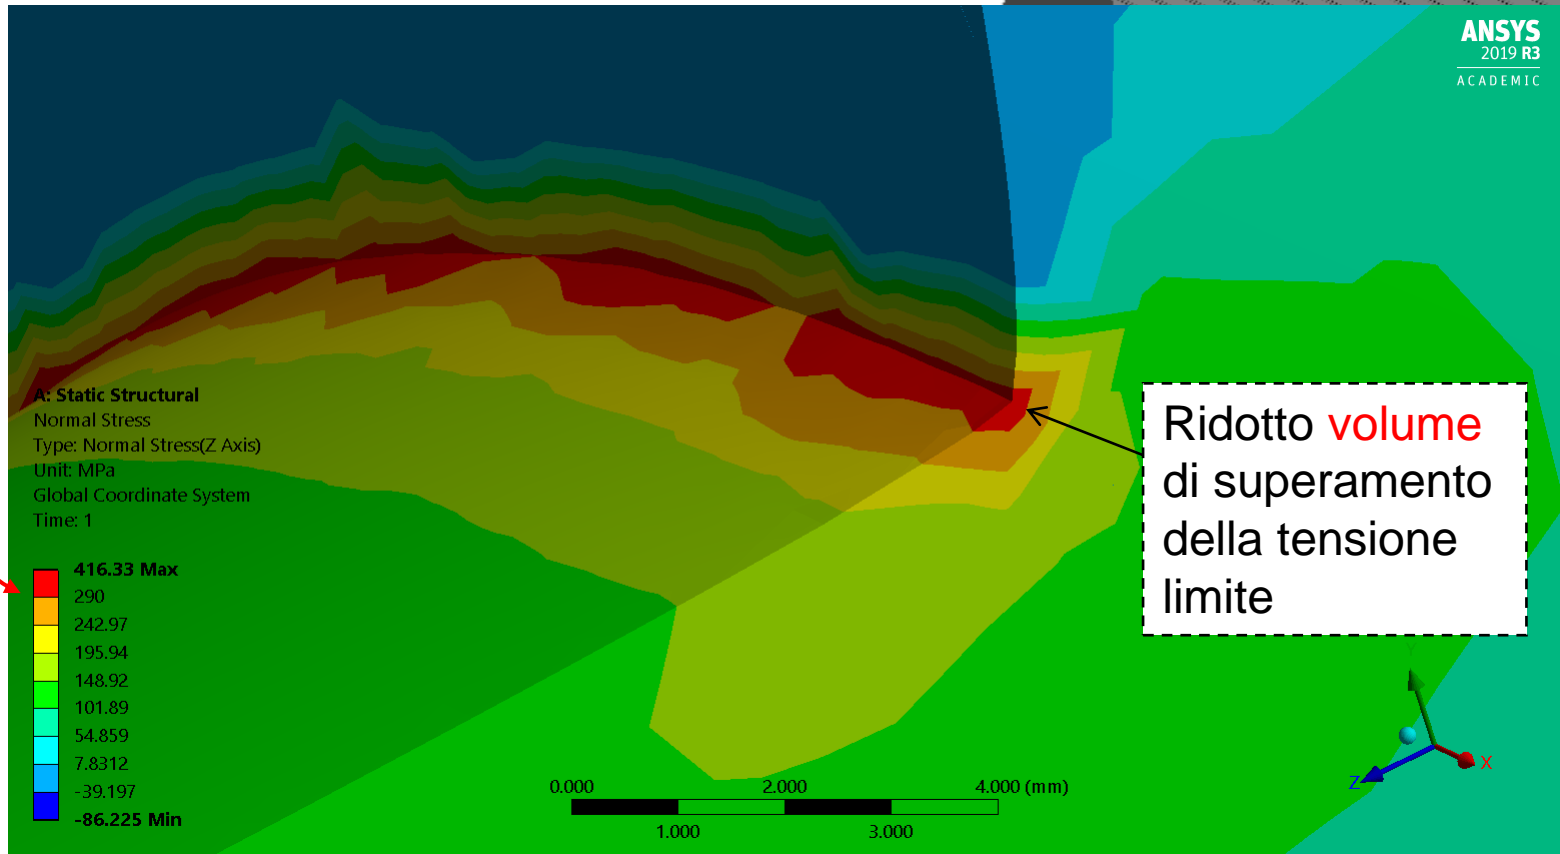 ANSYS
2019 R3
ACADEMIC
A: Static Structural
Normal Stress
Type: Normal Stress(Z Axis)
Unit: MPa
Global Coordinate System
Time: 1
416.33 Max
290
242.97
195.94
148.92
101.89
54.859
7.8312
-39.197
-86.225 Min
Ridotto volume
di superamento
della tensione
limite
0.000 2.000 4.000 (mm)
1.000 3.000
Y
Z X